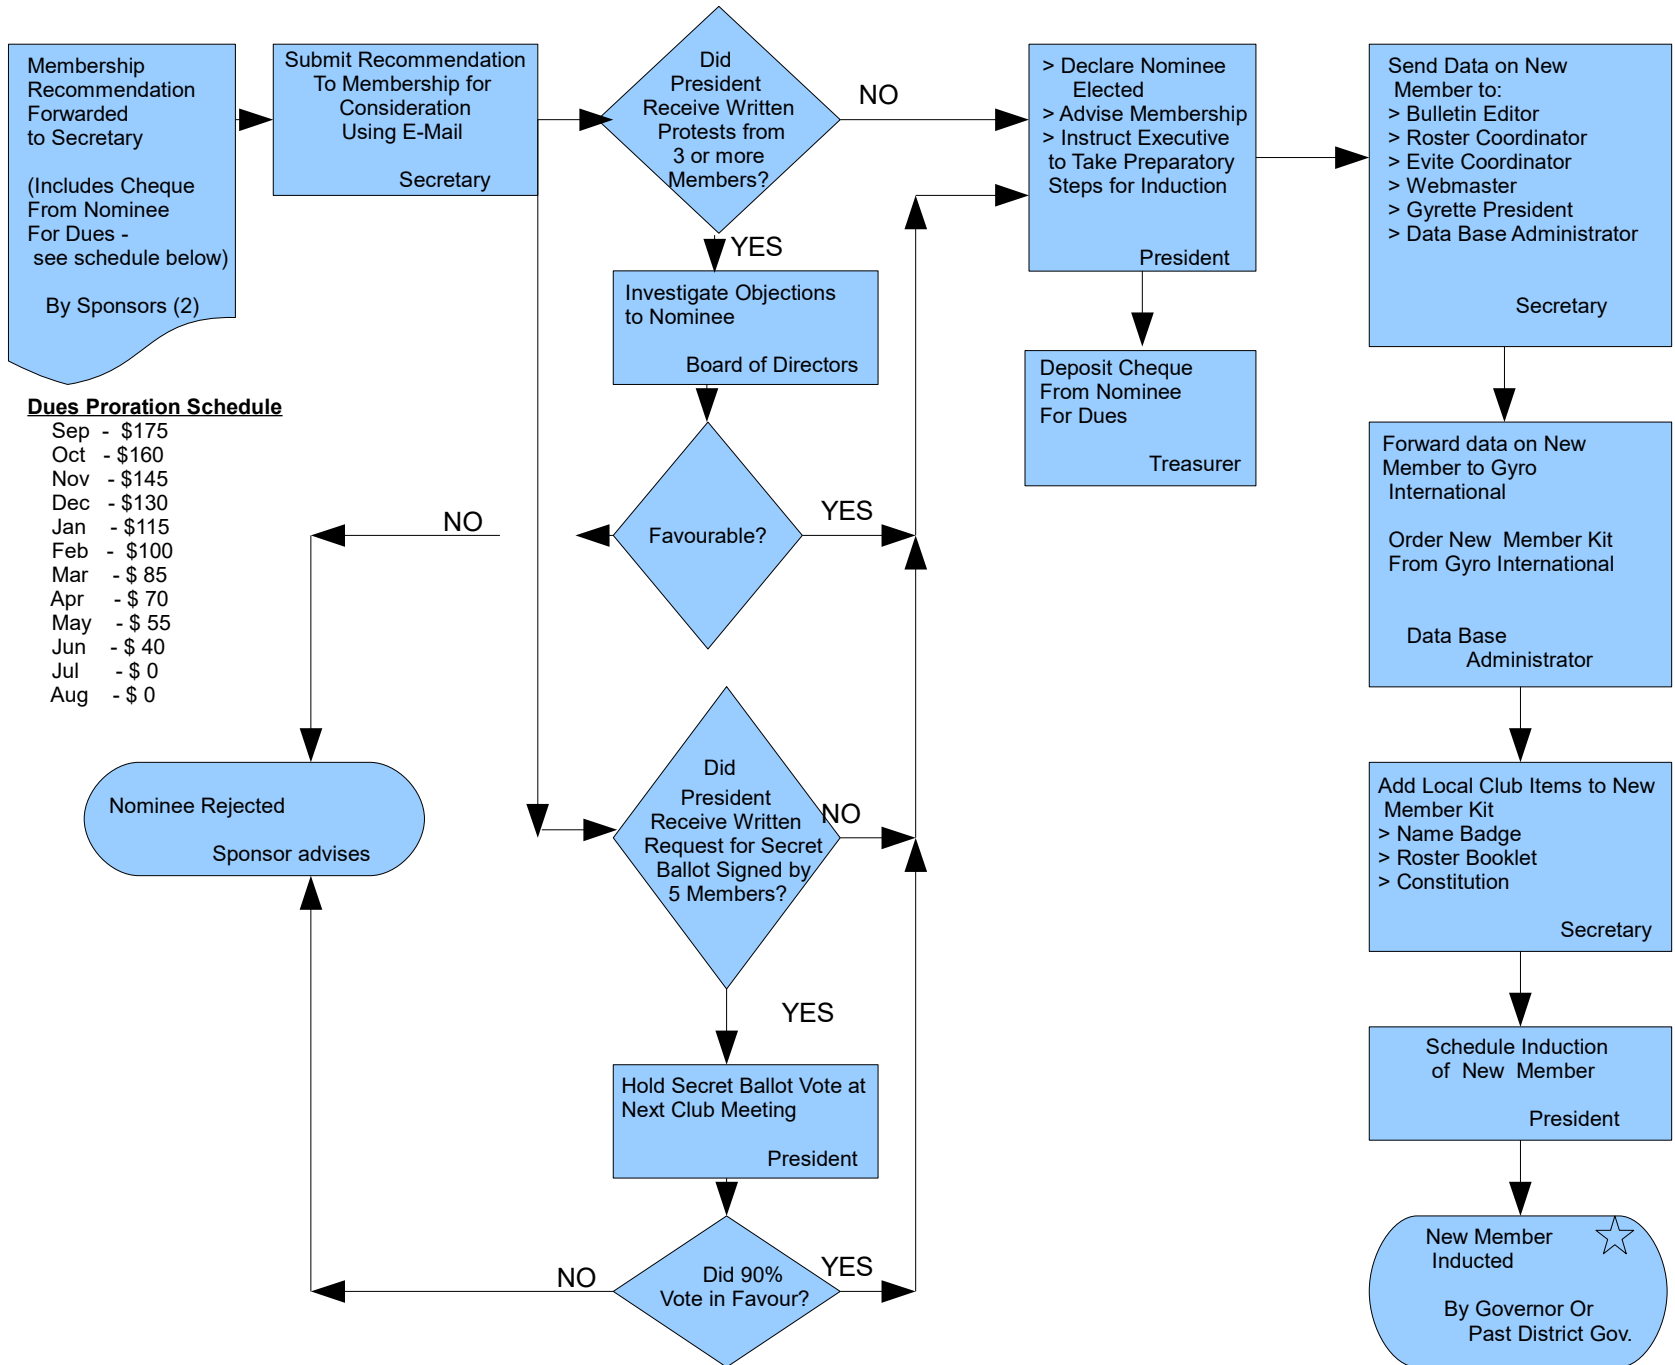 Membership
Recommendation
Forwarded
to Secretary
(Includes Cheque
From Nominee
For Dues -
see schedule below)
By Sponsors (2)
Submit Recommendation
To Membership for
Consideration
Using E-Mail
Secretary
Did
President
Receive Written
Protests from
3 or more
Members?
NO
YES
> Declare Nominee
Elected
> Advise Membership
> Instruct Executive
to Take Preparatory
Steps for Induction
President
Send Data on New
Member to:
> Bulletin Editor
> Roster Coordinator
> Evite Coordinator
> Webmaster
> Gyrette President
> Data Base Administrator
Secretary
Investigate Objections
to Nominee
Board of Directors
Deposit Cheque
From Nominee
For Dues
Treasurer
Dues Proration Schedule
Sep - $175
Oct - $160
Nov - $145
Dec - $130
Jan - $115
Feb - $100
Mar - $ 85
Apr - $ 70
May - $ 55
Jun - $ 40
Jul - $ 0
Aug - $ 0
NO
Favourable?
YES
Forward data on New
Member to Gyro
International
Order New Member Kit
From Gyro International
Data Base
Administrator
Nominee Rejected
Sponsor advises
Did
President
Receive Written
Request for Secret
Ballot Signed by
5 Members?
NO
YES
Add Local Club Items to New
Member Kit
> Name Badge
> Roster Booklet
> Constitution
Secretary
Hold Secret Ballot Vote at
Next Club Meeting
President
Schedule Induction
of New Member
President
NO
Did 90%
Vote in Favour?
YES
New Member
Inducted
By Governor Or
Past District Gov.